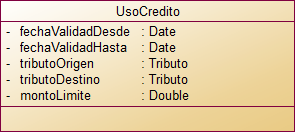 UsoCredito
- fechaValidadDesde : Date
- fechaValidadHasta : Date
- tributoOrigen : Tributo
- tributoDestino : Tributo
- montoLimite : Double